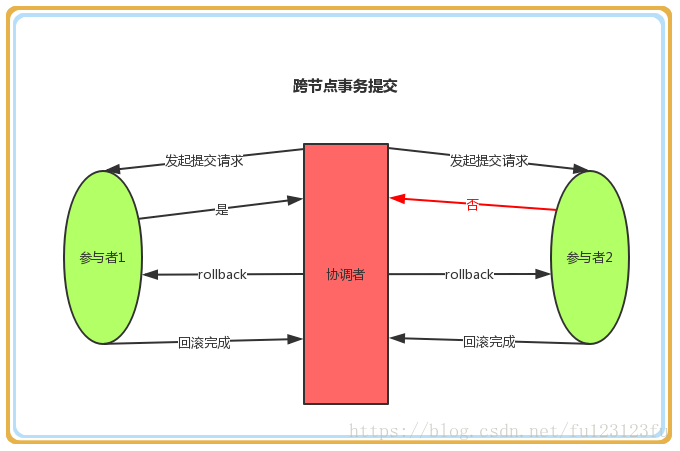 跨节点事务提交
发起提交请求
发起提交请求
是
否
参与者1
协调者
参与者2
rollback
rollback
回滚完成
回滚完成
https://blog.csdn.net/fu123123fu